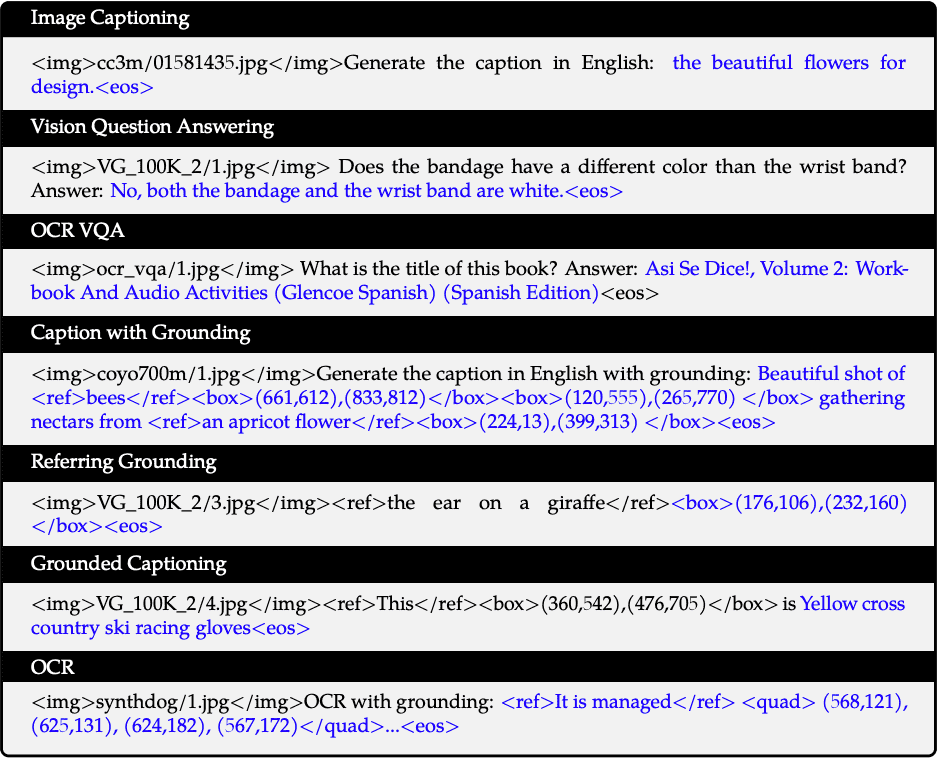 Image Captioning
<img>cc3m/01581435.jpg</img>Generate the caption in English: the beautiful flowers for
design.<eos>
Vision Question Answering
<img>VG_100K_2/1.jpg</img> Does the bandage have a different color than the wrist band?
Answer: No, both the bandage and the wrist band are white.<eos>
OCR VQA
<img>ocr_vqa/1.jpg</img> What is the title of this book? Answer: Asi Se Dice!, Volume 2: Work-
book And Audio Activities (Glencoe Spanish) (Spanish Edition)<eos>
Caption with Grounding
<img>coyo700m/1.jpg</img>Generate the caption in English with grounding: Beautiful shot of
<ref>bees</ref><box>(661,612),(833,812)</box><box>(120,555),(265,770) </box> gathering
nectars from <ref>an apricot flower</ref><box>(224,13),(399,313) </box><eos>
Referring Grounding
<img>VG_100K_2/3.jpg</img><ref>the ear on a giraffe</ref><box>(176,106),(232,160)
</box><eos>
Grounded Captioning
<img>VG_100K_2/4.jpg</img><ref>This</ref><box>(360,542),(476,705)</box> is Yellow cross
country ski racing gloves<eos>
OCR
<img>synthdog/1.jpg</img>OCR with grounding: <ref>It is managed</ref> <quad> (568,121),
(625,131), (624,182), (567,172)</quad>...<eos>